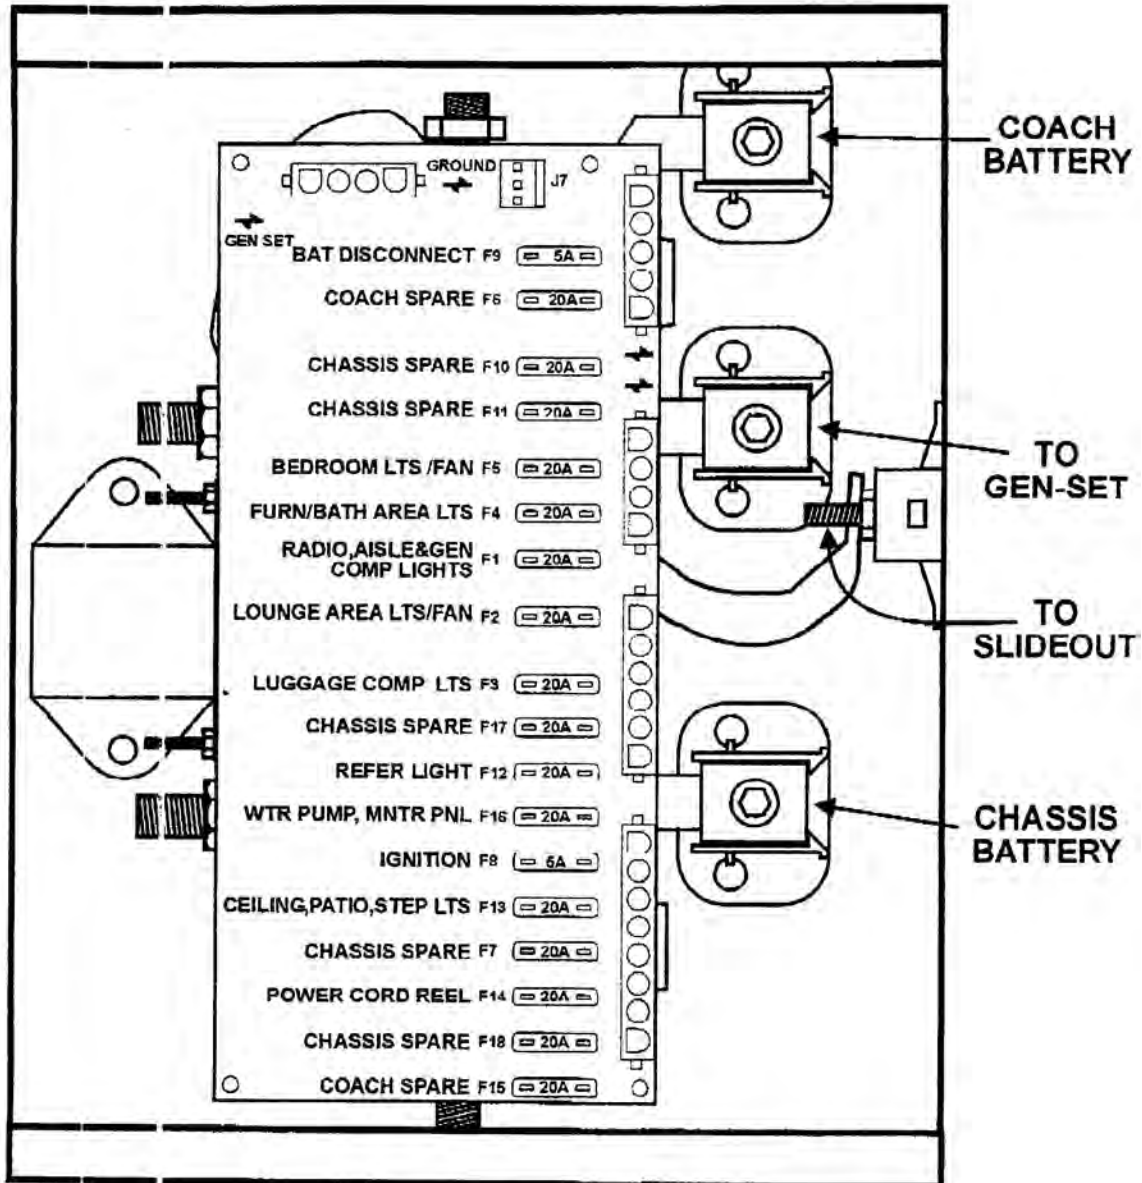 COACH
BATTERY
GROUND
J7
GEN SET
BAT DISCONNECT F9 5A
COACH SPARE F6 20A
CHASSIS SPARE F10 20A
CHASSIS SPARE F11 20A
TO
GEN-SET
BEDROOM LTS /FAN F5 20A
FURN/BATH AREA LTS F4 20A
RADIO,AISLE&GEN
COMP LIGHTS F1 20A
LOUNGE AREA LTS/FAN F2 20A
TO
SLIDEOUT
LUGGAGE COMP LTS F3 20A
CHASSIS SPARE F17 20A
REFER LIGHT F12 20A
WTR PUMP, MNTR PNL F16 20A
CHASSIS
BATTERY
IGNITION F8 5A
CEILING,PATIO,STEP LTS F13 20A
CHASSIS SPARE F7 20A
POWER CORD REEL F14 20A
CHASSIS SPARE F18 20A
COACH SPARE F15 20A